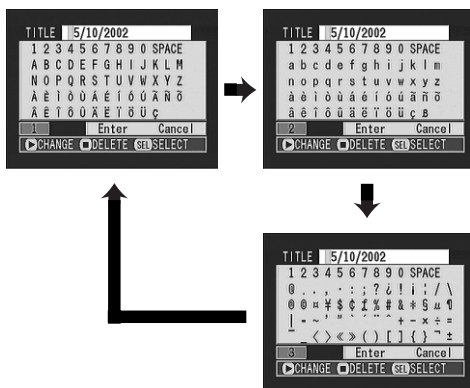 TITLE 5/10/2002
1 2 3 4 5 6 7 8 9 0 SPACE
A B C D E F G H I J K L M
N O P Q R S T U V W X Y Z
À È Ì Ò Ù Á É Í Ó Ú Ã Ñ Õ
Â Ê Î Ô Û Ä Ë Ï Ö Ü Ç
1 Enter Cancel
CHANGE DELETE SEL SELECT
TITLE 5/10/2002
1 2 3 4 5 6 7 8 9 0 SPACE
a b c d e f g h i j k l m
n o p q r s t u v w x y z
à è ì ò ù á é í ó ú ã ñ õ
â ê î ô û ä ë ï ö ü ç ß
2 Enter Cancel
CHANGE DELETE SEL SELECT
TITLE 5/10/2002
1 2 3 4 5 6 7 8 9 0 SPACE
. , · : ; ? ¿ ! ¡ ¦ / \
¤ ¥ $ ¢ £ % # & * § µ ¶
+ - × ÷ =
_ 〈 〉 « » ( ) [ ] { } ±
3 Enter Cancel
CHANGE DELETE SEL SELECT